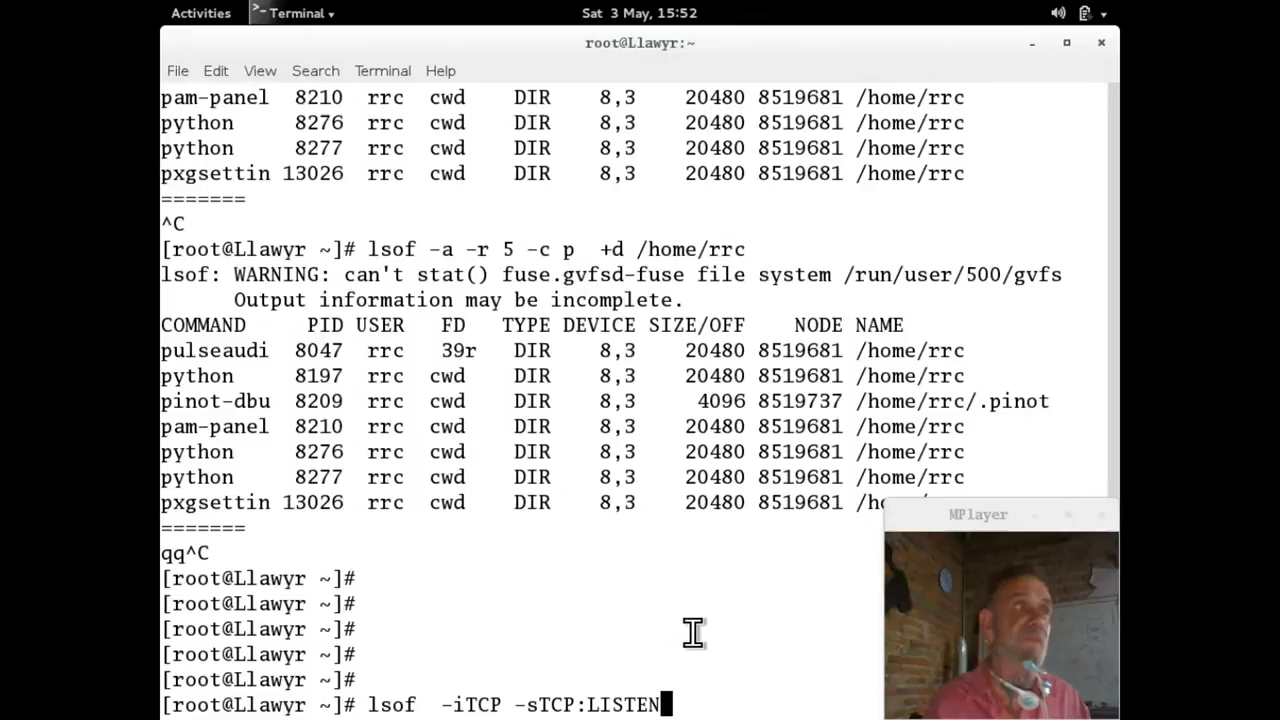 Activities Terminal Sat 3 May, 15:52
root@Llawyr:~
File Edit View Search Terminal Help
pam-panel 8210 rrc cwd DIR 8,3 20480 8519681 /home/rrc
python 8276 rrc cwd DIR 8,3 20480 8519681 /home/rrc
python 8277 rrc cwd DIR 8,3 20480 8519681 /home/rrc
pxgsettin 13026 rrc cwd DIR 8,3 20480 8519681 /home/rrc
=======
^C
[root@Llawyr ~]# lsof -a -r 5 -c p  +d /home/rrc
lsof: WARNING: can't stat() fuse.gvfsd-fuse file system /run/user/500/gvfs
Output information may be incomplete.
COMMAND PID USER FD TYPE DEVICE SIZE/OFF NODE NAME
pulseaudi 8047 rrc 39r DIR 8,3 20480 8519681 /home/rrc
python 8197 rrc cwd DIR 8,3 20480 8519681 /home/rrc
pinot-dbu 8209 rrc cwd DIR 8,3 4096 8519737 /home/rrc/.pinot
pam-panel 8210 rrc cwd DIR 8,3 20480 8519681 /home/rrc
python 8276 rrc cwd DIR 8,3 20480 8519681 /home/rrc
python 8277 rrc cwd DIR 8,3 20480 8519681 /home/rrc
pxgsettin 13026 rrc cwd DIR 8,3 20480 8519681
=======
MPlayer
qq^C
[root@Llawyr ~]#
[root@Llawyr ~]#
[root@Llawyr ~]#
[root@Llawyr ~]#
[root@Llawyr ~]#
[root@Llawyr ~]# lsof  -iTCP -sTCP:LISTEN